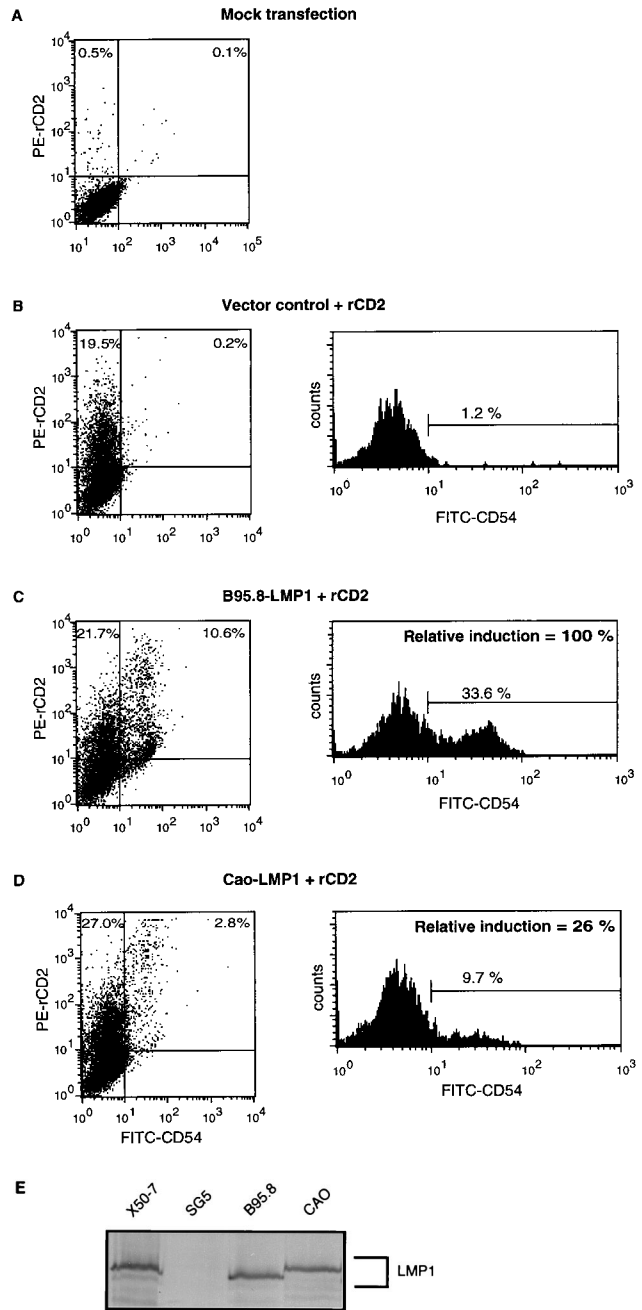 A Mock transfection
0.5% 0.1%
PE-rCD2
10^4
10^3
10^2
10^1
10^0
10^1 10^2 10^3 10^4 10^5
B Vector control + rCD2
19.5% 0.2%
PE-rCD2
10^4
10^3
10^2
10^1
10^0
10^0 10^1 10^2 10^3 10^4
counts
1.2 %
10^0 10^1 10^2 10^3
FITC-CD54
C B95.8-LMP1 + rCD2
21.7% 10.6%
PE-rCD2
10^4
10^3
10^2
10^1
10^0
10^0 10^1 10^2 10^3 10^4
Relative induction = 100 %
counts
33.6 %
10^0 10^1 10^2 10^3
FITC-CD54
D Cao-LMP1 + rCD2
27.0% 2.8%
PE-rCD2
10^4
10^3
10^2
10^1
10^0
10^0 10^1 10^2 10^3 10^4
FITC-CD54
Relative induction = 26 %
counts
9.7 %
10^0 10^1 10^2 10^3
FITC-CD54
E
X50-7 SG5 B95.8 CAO
LMP1